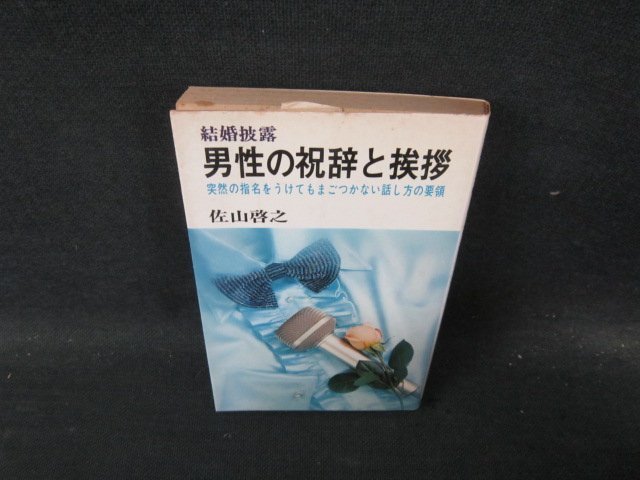 結婚披露
男性の祝辞と挨拶
突然の指名をうけてもまごつかない話し方の要領
佐山啓之